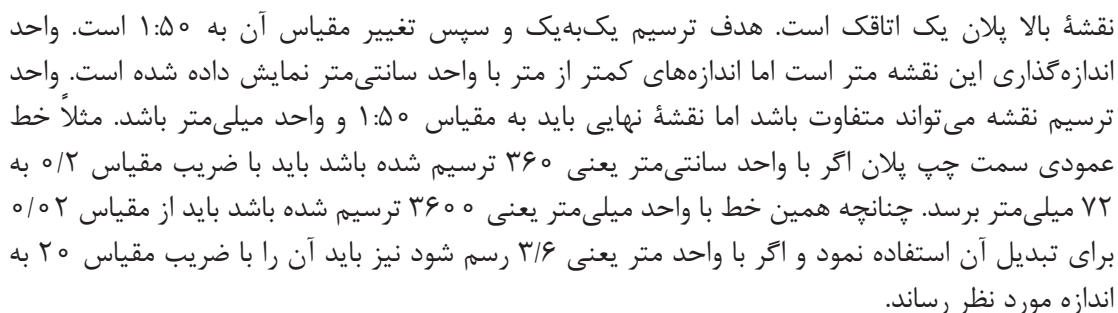 نقشهٔ بالا پلان یک اتاقک است. هدف ترسیم یک‌به‌یک و سپس تغییر مقیاس آن به ۱:۵۰ است. واحد
اندازه‌گذاری این نقشه متر است اما اندازه‌های کمتر از متر با واحد سانتی‌متر نمایش داده شده است. واحد
ترسیم نقشه می‌تواند متفاوت باشد اما نقشهٔ نهایی باید به مقیاس ۱:۵۰ و واحد میلی‌متر باشد. مثلاً خط
عمودی سمت چپ پلان اگر با واحد سانتی‌متر یعنی ۳۶۰ ترسیم شده باشد باید با ضریب مقیاس ۰/۲ به
۷۲ میلی‌متر برسد. چنانچه همین خط با واحد میلی‌متر یعنی ۳۶۰۰ ترسیم شده باشد باید از مقیاس ۰/۰۲
برای تبدیل آن استفاده نمود و اگر با واحد متر یعنی ۳/۶ رسم شود نیز باید آن را با ضریب مقیاس ۲۰ به
اندازه مورد نظر رساند.